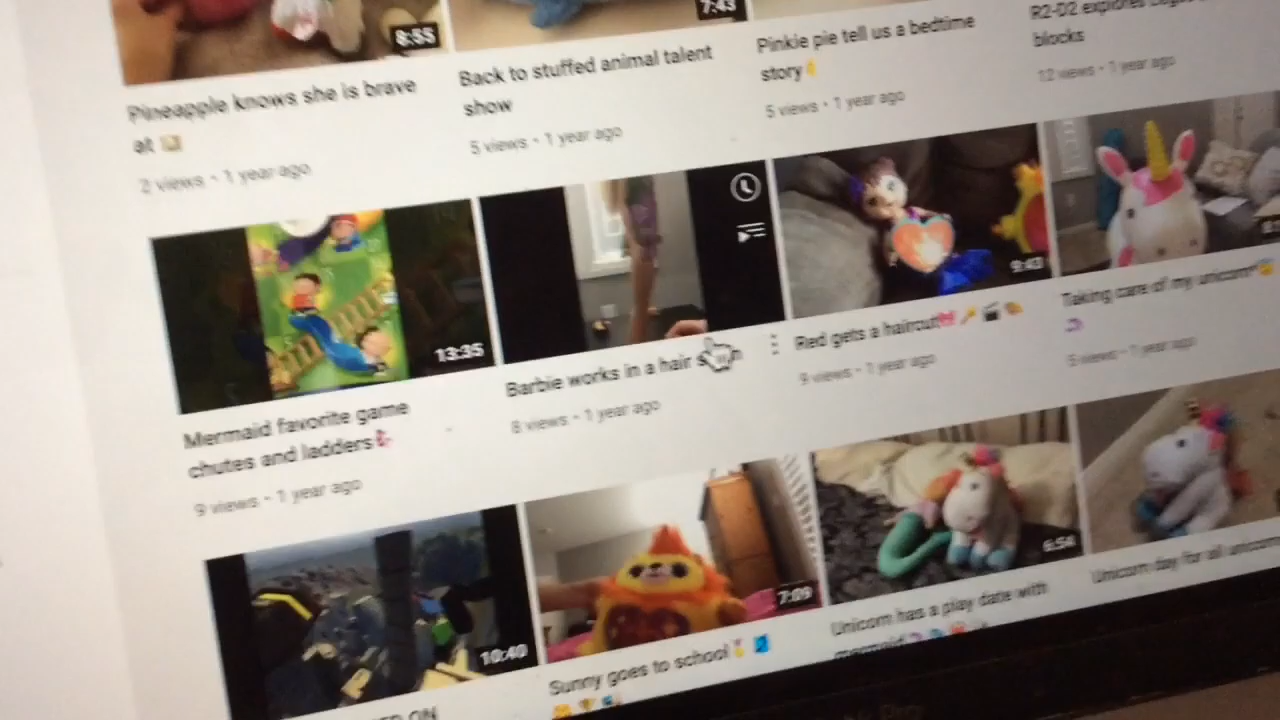 8:55
7:43
Pineapple knows she is brave
at
2 views • 1 year ago
Back to stuffed animal talent
show
5 views • 1 year ago
Pinkie pie tell us a bedtime
story
5 views • 1 year ago
R2-D2 explores
blocks
12 views • 1 year ago
13:35
9:43
Mermaid favorite game
chutes and ladders
9 views • 1 year ago
Barbie works in a hair
8 views • 1 year ago
Red gets a haircut
9 views • 1 year ago
Taking care of my unicorn
5 views • 1 year ago
10:40
7:09
6:54
Sunny goes to school
Unicorn has a play date with
mermaid
Unicorn day for all unicorns